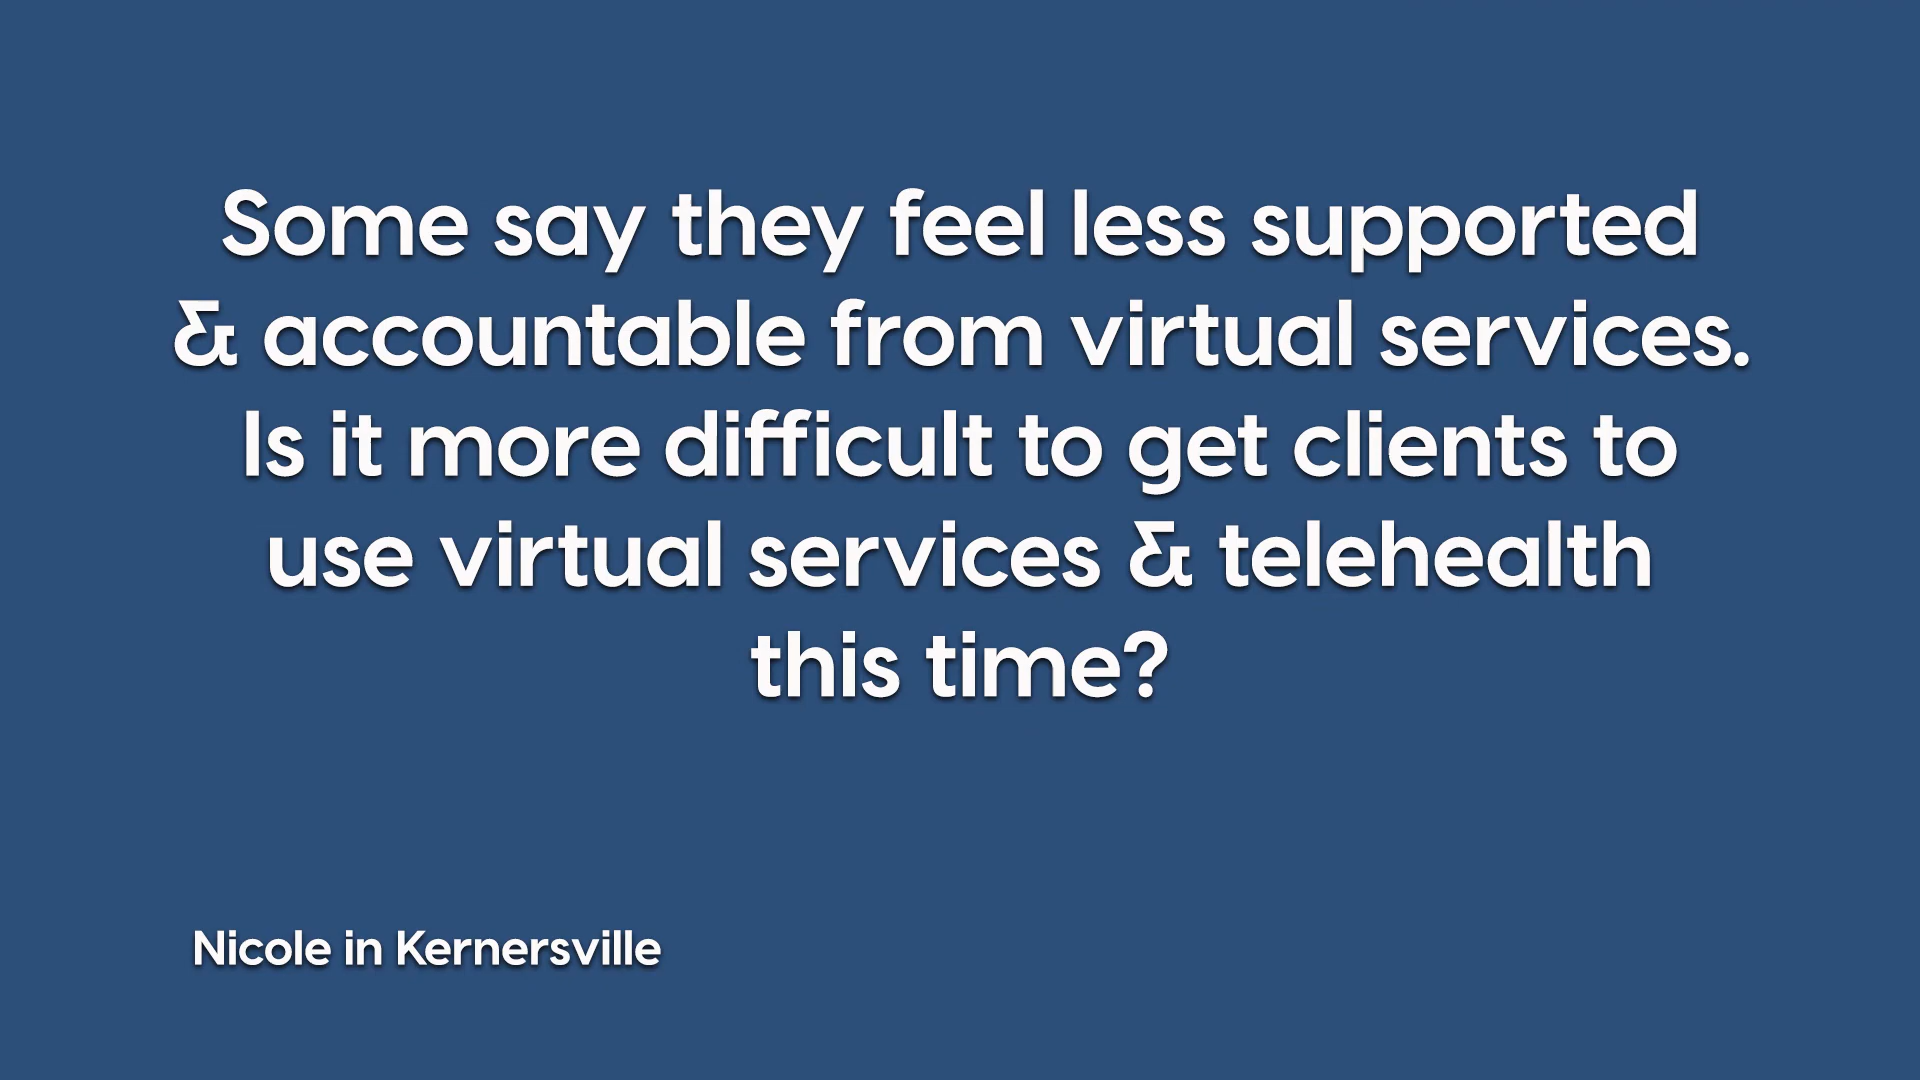 Some say they feel less supported
& accountable from virtual services.
Is it more difficult to get clients to
use virtual services & telehealth
this time?
Nicole in Kernersville